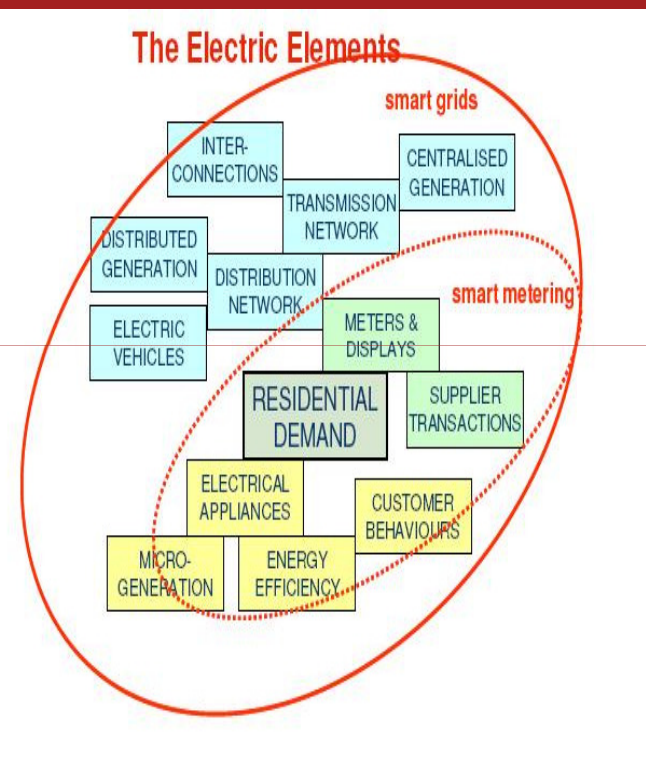 The Electric Elements
smart grids
INTER-
CONNECTIONS
CENTRALISED
GENERATION
TRANSMISSION
NETWORK
DISTRIBUTED
GENERATION
DISTRIBUTION
NETWORK
smart metering
ELECTRIC
VEHICLES
METERS &
DISPLAYS
RESIDENTIAL
DEMAND
SUPPLIER
TRANSACTIONS
ELECTRICAL
APPLIANCES
CUSTOMER
BEHAVIOURS
MICRO-
GENERATION
ENERGY
EFFICIENCY